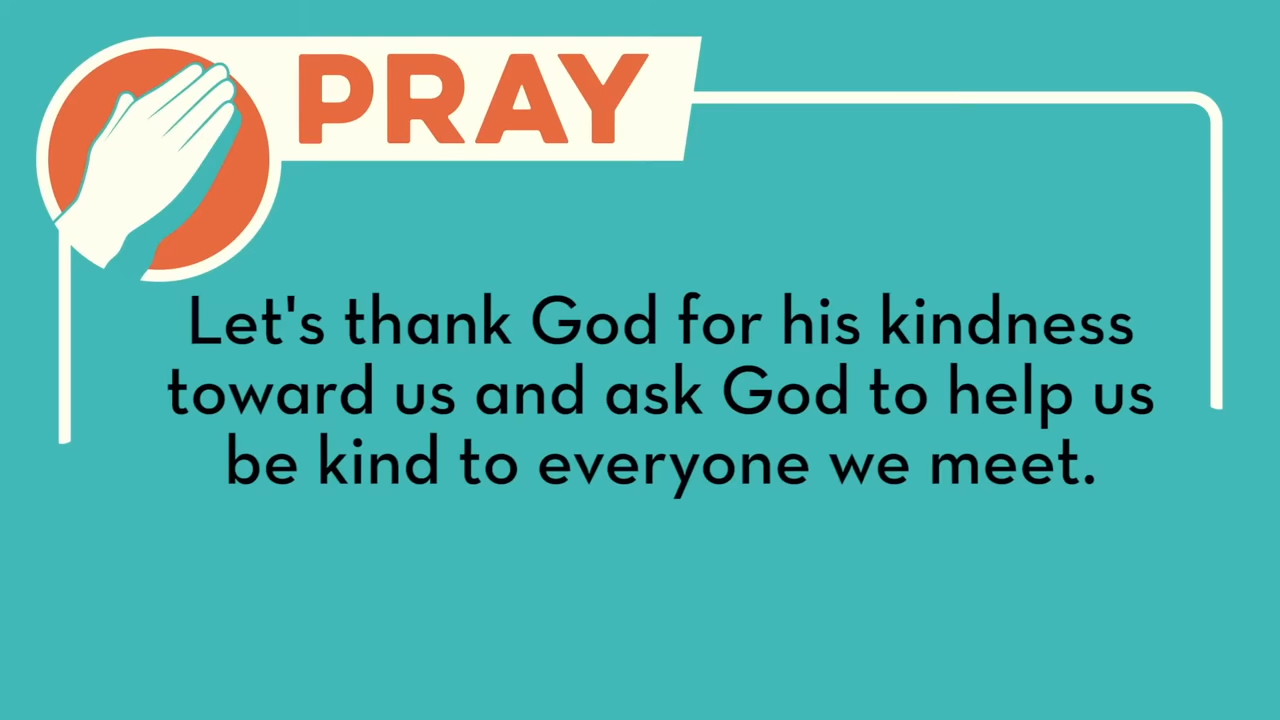 PRAY
Let's thank God for his kindness
toward us and ask God to help us
be kind to everyone we meet.